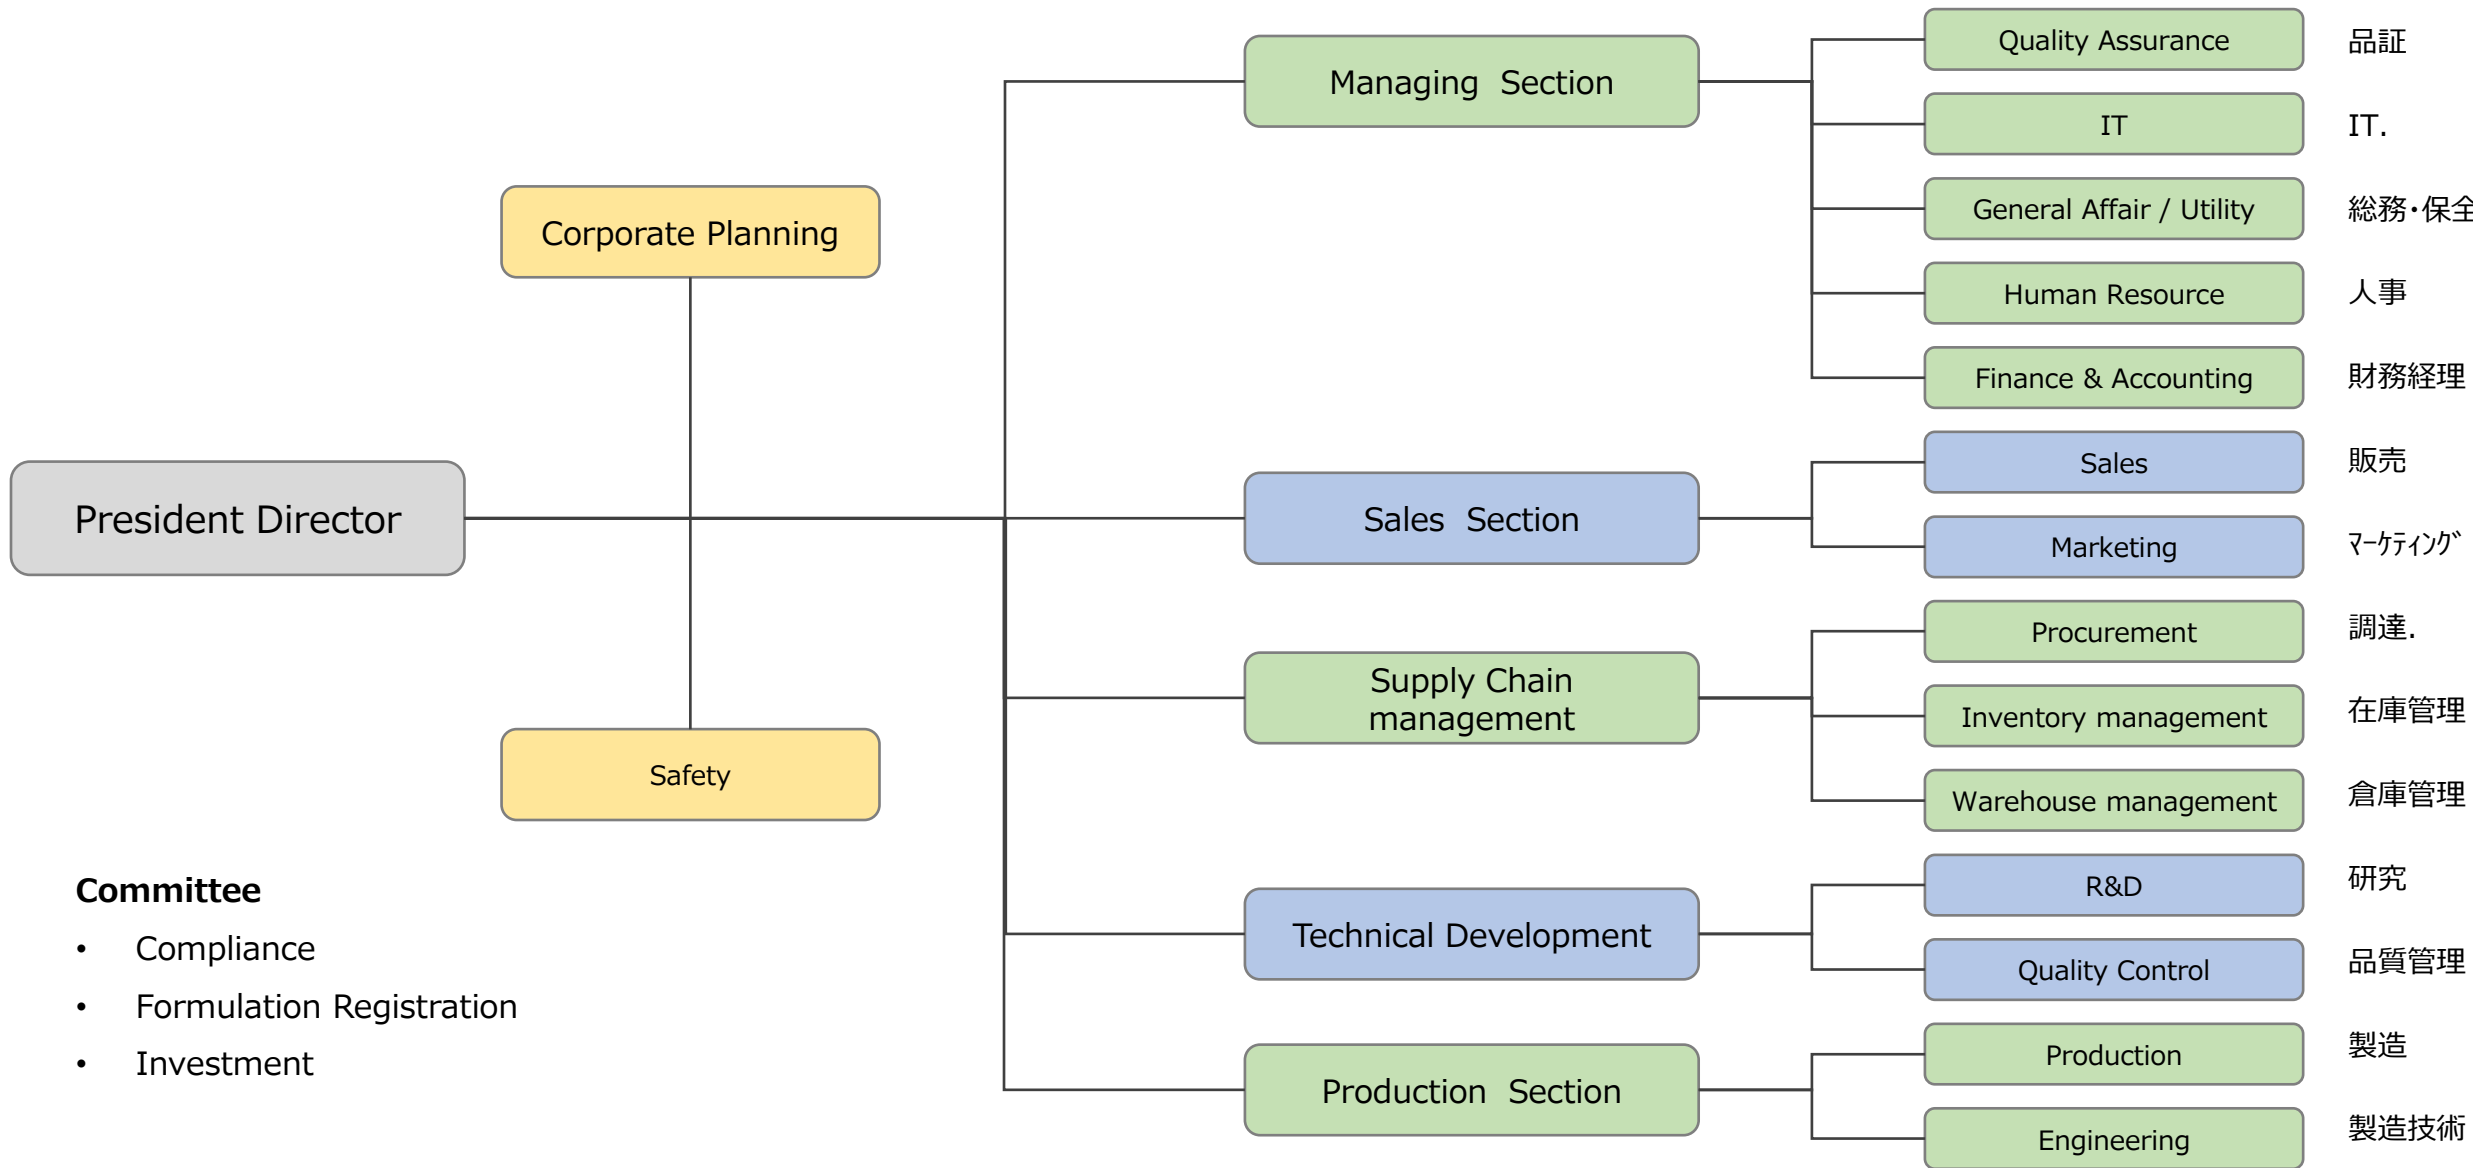 President Director
Corporate Planning
Safety
Managing Section
Quality Assurance 品証
IT IT.
General Affair / Utility 総務・保全
Human Resource 人事
Finance & Accounting 財務経理
Sales Section
Sales 販売
Marketing ﾏｰｹﾃｨﾝｸﾞ
Supply Chain
management
Procurement 調達.
Inventory management 在庫管理
Warehouse management 倉庫管理
Technical Development
R&D 研究
Quality Control 品質管理
Production Section
Production 製造
Engineering 製造技術
Committee
• Compliance
• Formulation Registration
• Investment